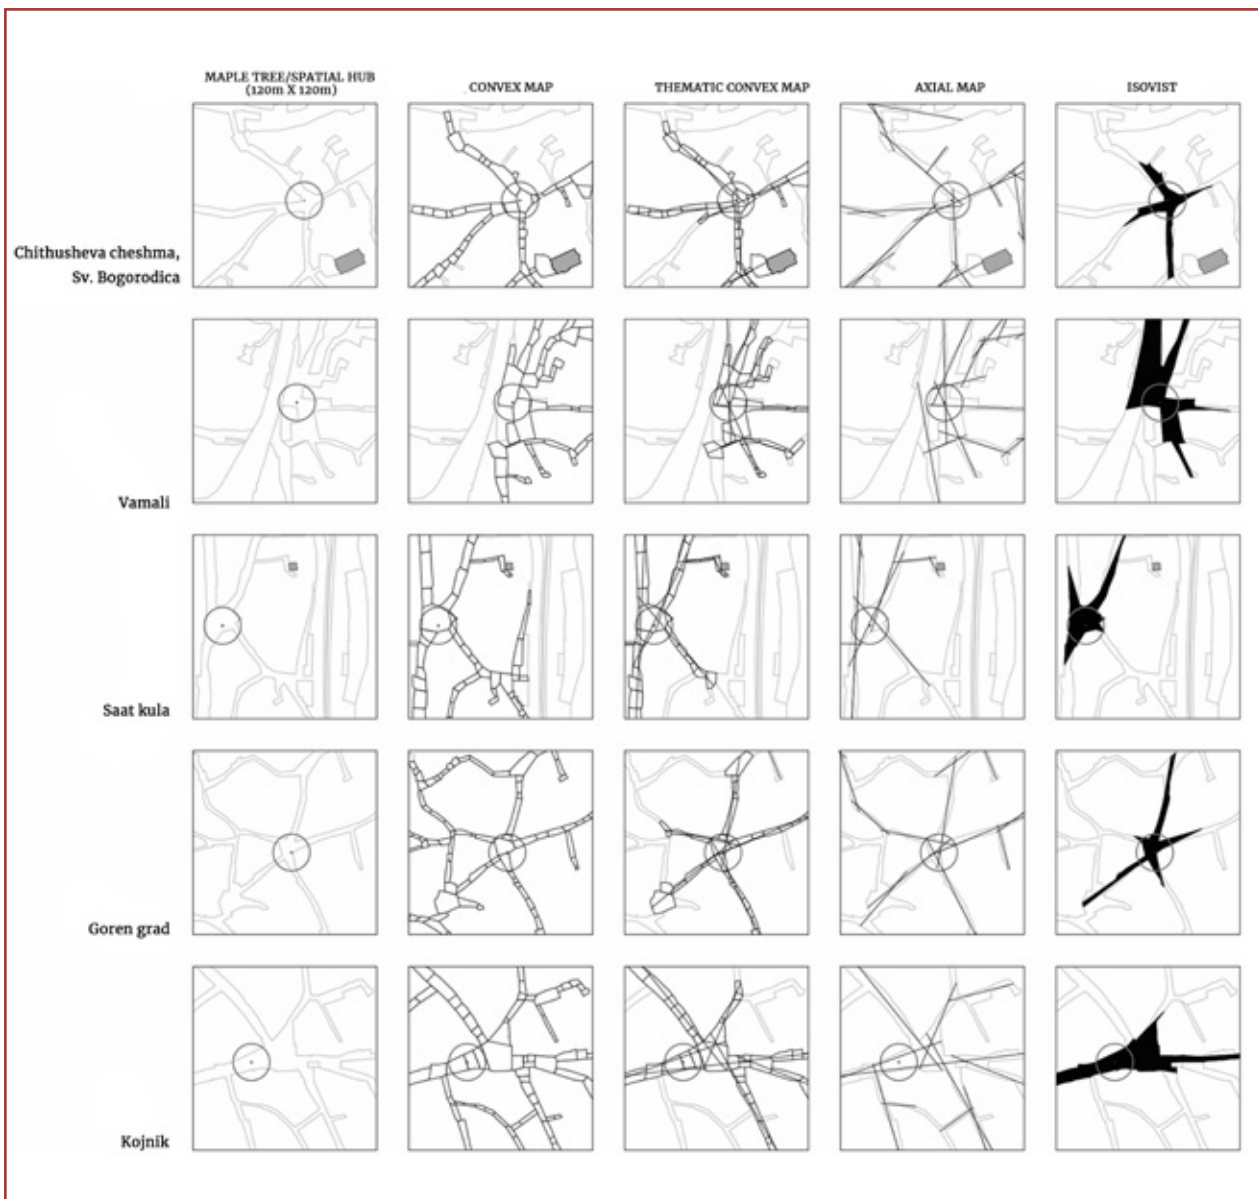 MAPLE TREE/SPATIAL HUB
(120m X 120m)
CONVEX MAP
THEMATIC CONVEX MAP
AXIAL MAP
ISOVIST
Chithusheva cheshma,
Sv. Bogorodica
Vamali
Saat kula
Goren grad
Kojnik